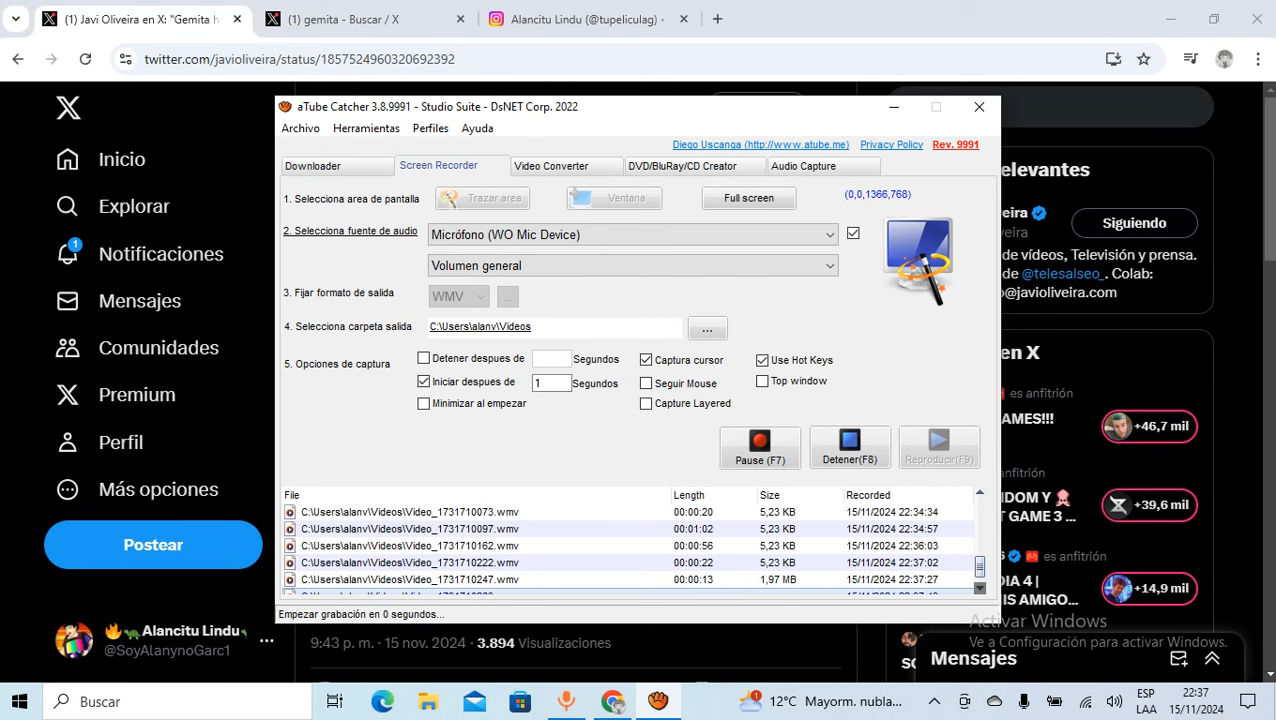 (1) Javi Oliveira en X: "Gemita h
(1) gemita - Buscar / X
Alancitu Lindu (@tupeliculag)
twitter.com/javioliveira/status/1857524960320692392
Inicio
Explorar
1
Notificaciones
Mensajes
Comunidades
Premium
Perfil
Más opciones
Postear
Alancitu Lindu
@SoyAlanynoGarc1
aTube Catcher 3.8.9991 - Studio Suite - DsNET Corp. 2022
Archivo Herramientas Perfiles Ayuda
Diego Uscanga (http://www.atube.me) Privacy Policy Rev. 9991
Downloader Screen Recorder Video Converter DVD/BluRay/CD Creator Audio Capture
1. Selecciona area de pantalla Trazar area Ventana Full screen (0,0,1366,768)
2. Selecciona fuente de audio Micrófono (WO Mic Device)
Volumen general
3. Fijar formato de salida WMV ...
4. Selecciona carpeta salida C:\Users\alanv\Videos ...
5. Opciones de captura Detener despues de Segundos Captura cursor Use Hot Keys
Iniciar despues de 1 Segundos Seguir Mouse Top window
Minimizar al empezar Capture Layered
Pause (F7) Detener(F8) Reproducir(F9)
File Length Size Recorded
C:\Users\alanv\Videos\Video_1731710073.wmv 00:00:20 5,23 KB 15/11/2024 22:34:34
C:\Users\alanv\Videos\Video_1731710097.wmv 00:01:02 5,23 KB 15/11/2024 22:34:57
C:\Users\alanv\Videos\Video_1731710162.wmv 00:00:56 5,23 KB 15/11/2024 22:36:03
C:\Users\alanv\Videos\Video_1731710222.wmv 00:00:22 5,23 KB 15/11/2024 22:37:02
C:\Users\alanv\Videos\Video_1731710247.wmv 00:00:13 1,97 MB 15/11/2024 22:37:27
Empezar grabación en 0 segundos...
9:43 p. m. · 15 nov. 2024 · 3.894 Visualizaciones
elevantes
eira
veira
Siguiendo
de vídeos, Televisión y prensa.
de @telesalseo_. Colab:
o@javioliveira.com
en X
es anfitrión
AMES!!! +46,7 mil
anfitrión
DOM Y
T GAME 3 ... +39,6 mil
es anfitrión
DIA 4 |
IS AMIGO... +14,9 mil
Activar Windows
Ve a Configuración para activar Windows.
Mensajes
Buscar
1
12°C Mayorm. nubla...
ESP
LAA
22:37
15/11/2024